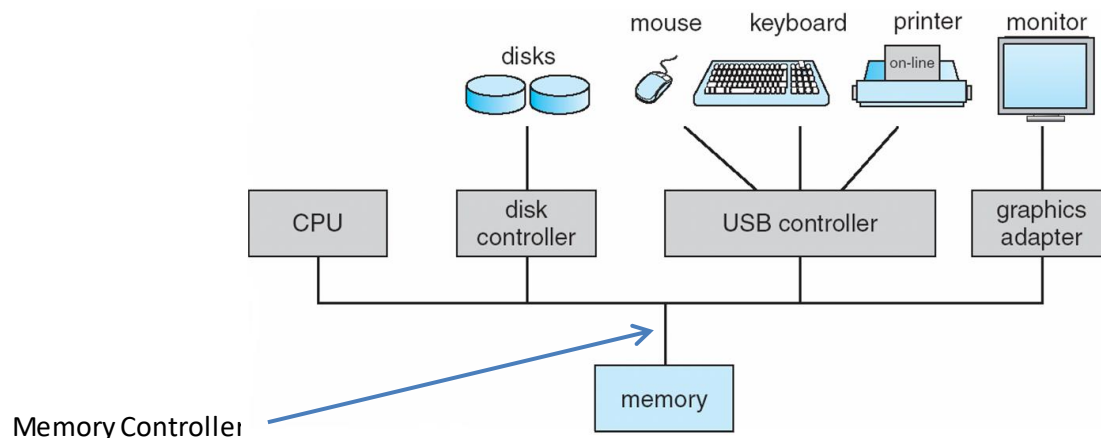 mouse
keyboard
printer
monitor
disks
on-line
CPU
disk
controller
USB controller
graphics
adapter
memory
Memory Controller